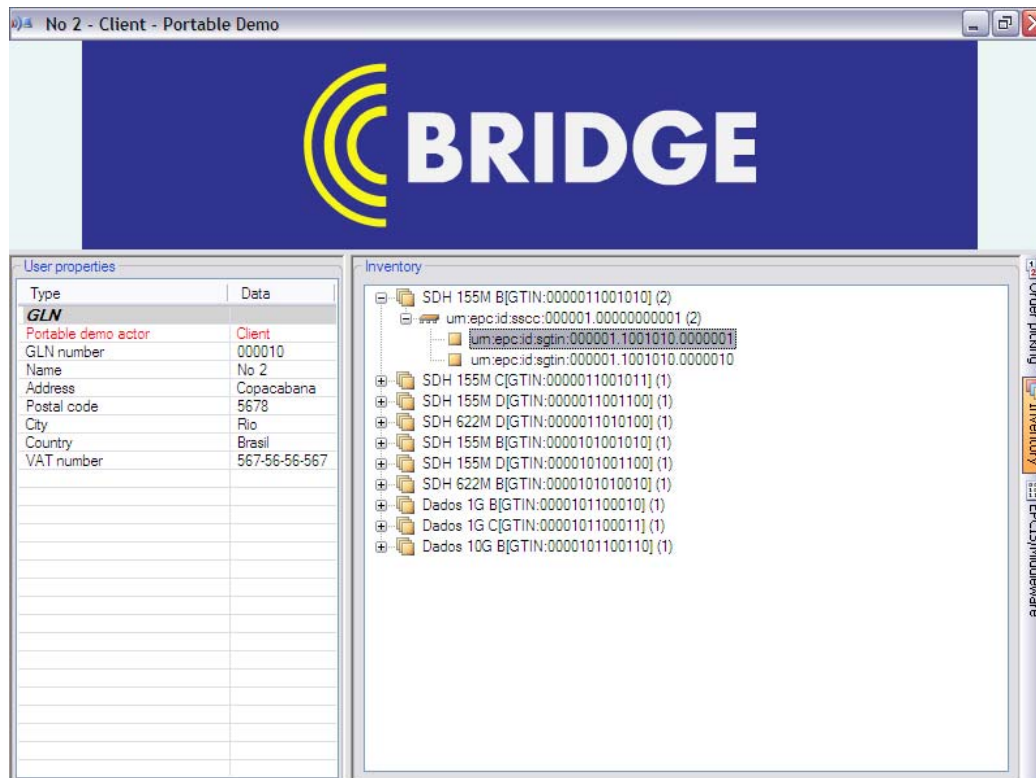 No 2 - Client - Portable Demo
BRIDGE
User properties
Type Data
GLN
Portable demo actor Client
GLN number 000010
Name No 2
Address Copacabana
Postal code 5678
City Rio
Country Brasil
VAT number 567-56-56-567
Inventory
SDH 155M B[GTIN:0000011001010] (2)
urn:epc:id:sscc:000001.00000000001 (2)
urn:epc:id:sgtin:000001.1001010.0000001
urn:epc:id:sgtin:000001.1001010.0000010
SDH 155M C[GTIN:0000011001011] (1)
SDH 155M D[GTIN:0000011001100] (1)
SDH 622M D[GTIN:0000011010100] (1)
SDH 155M B[GTIN:0000101001010] (1)
SDH 155M D[GTIN:0000101001100] (1)
SDH 622M B[GTIN:0000101010010] (1)
Dados 1G B[GTIN:0000101100010] (1)
Dados 1G C[GTIN:0000101100011] (1)
Dados 10G B[GTIN:0000101100110] (1)
Order picking
Inventory
EPCIS/Middleware